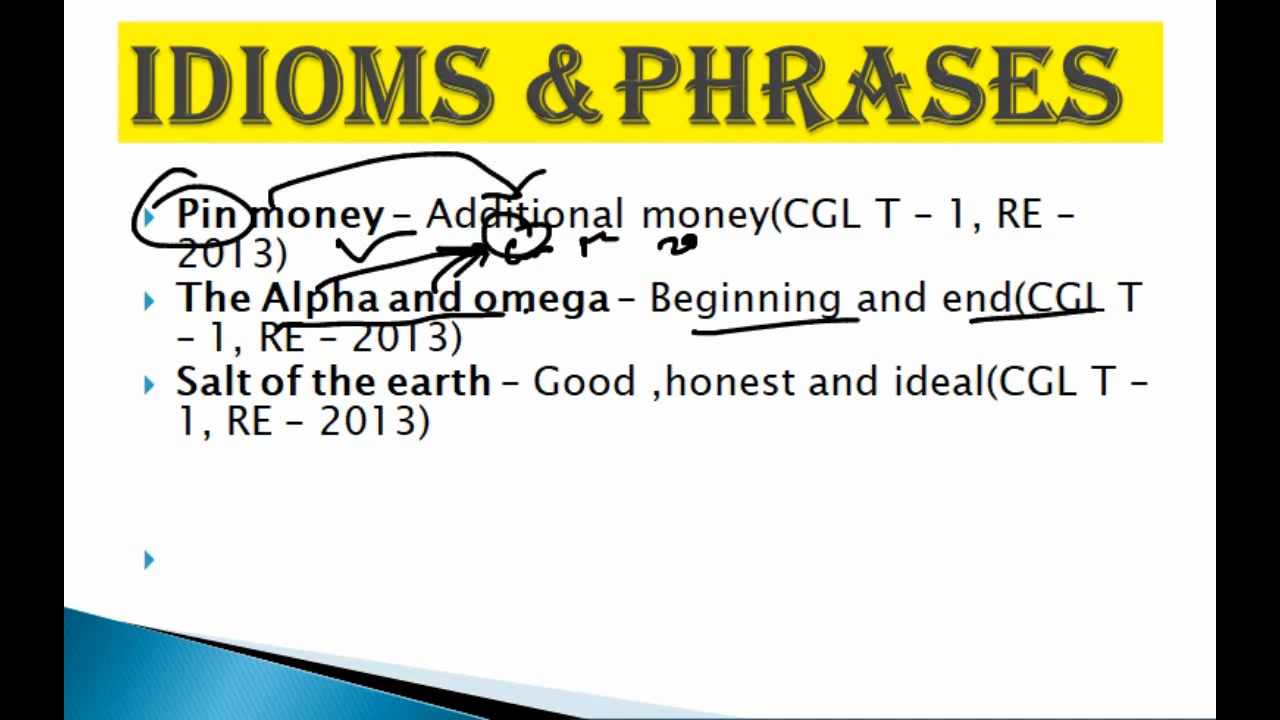 IDIOMS & PHRASES
Pin money – Additional money(CGL T – 1, RE –
2013)
The Alpha and omega – Beginning and end(CGL T
– 1, RE – 2013)
Salt of the earth – Good ,honest and ideal(CGL T –
1, RE – 2013)